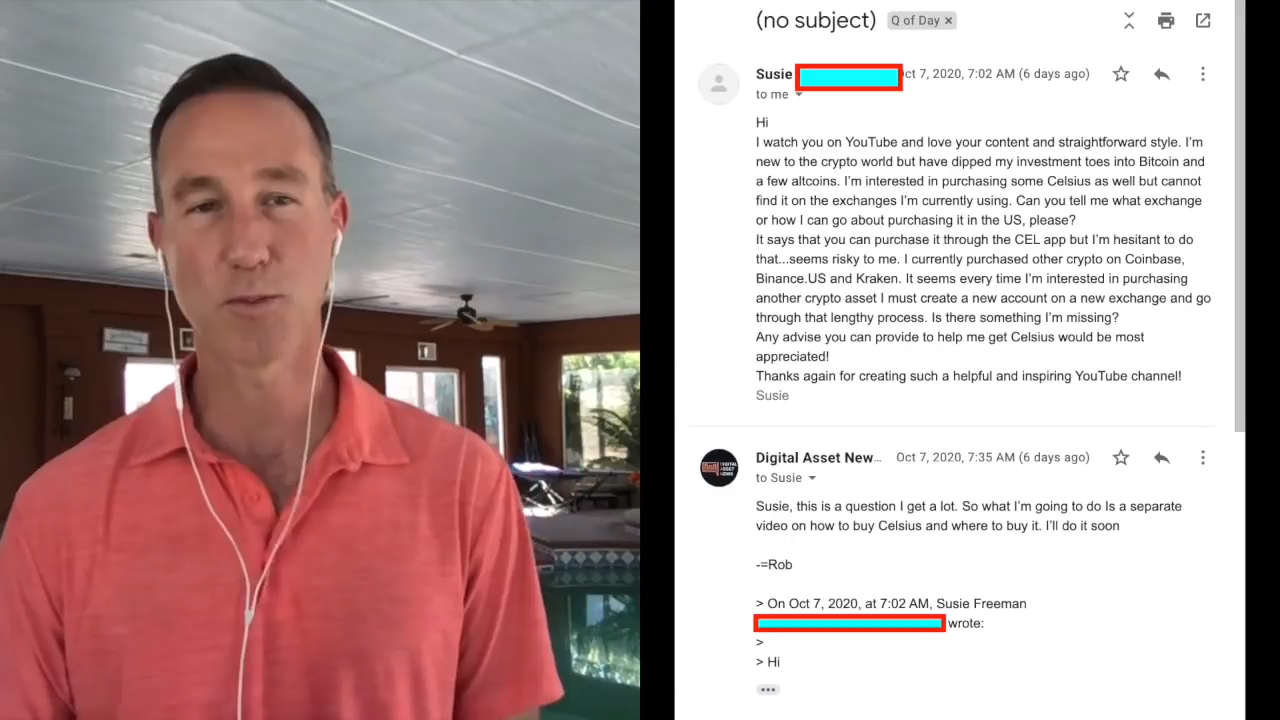 (no subject)
Q of Day ×
Susie
ct 7, 2020, 7:02 AM (6 days ago)
to me
Hi
I watch you on YouTube and love your content and straightforward style. I'm
new to the crypto world but have dipped my investment toes into Bitcoin and
a few altcoins. I'm interested in purchasing some Celsius as well but cannot
find it on the exchanges I'm currently using. Can you tell me what exchange
or how I can go about purchasing it in the US, please?
It says that you can purchase it through the CEL app but I'm hesitant to do
that...seems risky to me. I currently purchased other crypto on Coinbase,
Binance.US and Kraken. It seems every time I'm interested in purchasing
another crypto asset I must create a new account on a new exchange and go
through that lengthy process. Is there something I'm missing?
Any advise you can provide to help me get Celsius would be most
appreciated!
Thanks again for creating such a helpful and inspiring YouTube channel!
Susie
Digital Asset New...
Oct 7, 2020, 7:35 AM (6 days ago)
to Susie
DIGITAL
ASSET
NEWS
Susie, this is a question I get a lot. So what I'm going to do Is a separate
video on how to buy Celsius and where to buy it. I'll do it soon
-=Rob
> On Oct 7, 2020, at 7:02 AM, Susie Freeman
wrote:
>
> Hi